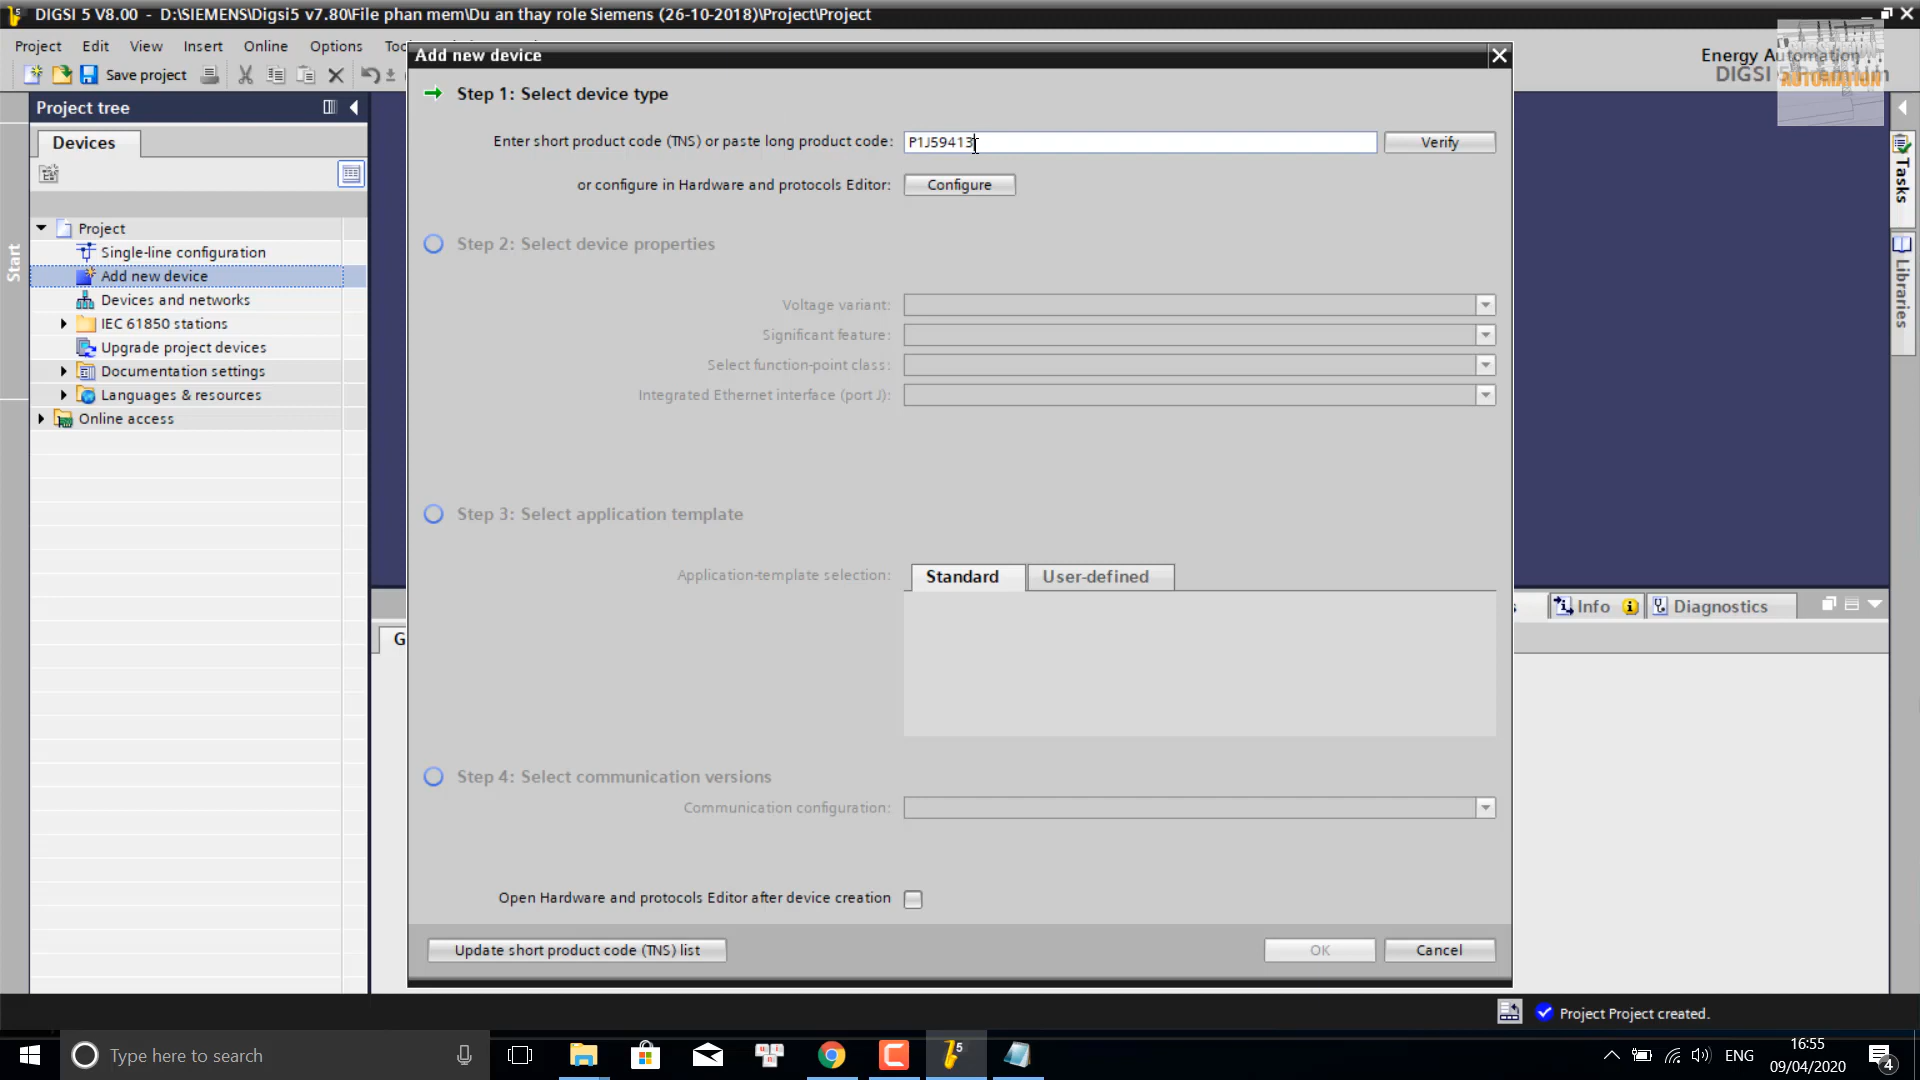 DIGSI 5 V8.00 - D:\SIEMENS\Digsi5 v7.80\File phan mem\Du an thay role Siemens (26-10-2018)\Project\Project
Project Edit View Insert Online Options
Save project
Energy Automation
DIGSI 5 Premium
AUTOMATION
Add new device
Project tree
Devices
Start
Project
Single-line configuration
Add new device
Devices and networks
IEC 61850 stations
Upgrade project devices
Documentation settings
Languages & resources
Online access
Step 1: Select device type
Enter short product code (TNS) or paste long product code: P1J59413 Verify
or configure in Hardware and protocols Editor: Configure
Step 2: Select device properties
Voltage variant:
Significant feature:
Select function-point class:
Integrated Ethernet interface (port J):
Step 3: Select application template
Application-template selection: Standard User-defined
Step 4: Select communication versions
Communication configuration:
Open Hardware and protocols Editor after device creation
Update short product code (TNS) list OK Cancel
Tasks
Libraries
Info Diagnostics
G
Project Project created.
Type here to search
ENG
16:55
09/04/2020
4